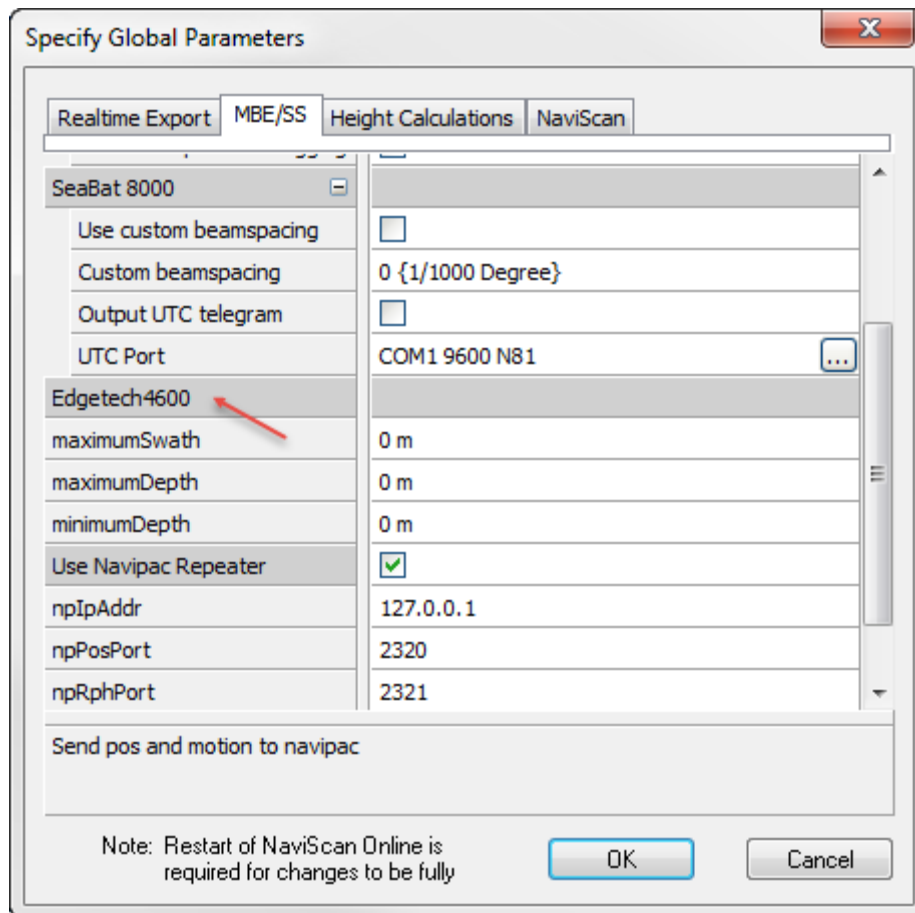 Specify Global Parameters
Realtime Export MBE/SS Height Calculations NaviScan
SeaBat 8000
Use custom beamspacing
Custom beamspacing 0 {1/1000 Degree}
Output UTC telegram
UTC Port COM1 9600 N81 ...
Edgetech4600
maximumSwath 0 m
maximumDepth 0 m
minimumDepth 0 m
Use Navipac Repeater
npIpAddr 127.0.0.1
npPosPort 2320
npRphPort 2321
Send pos and motion to navipac
Note: Restart of NaviScan Online is
required for changes to be fully
OK Cancel